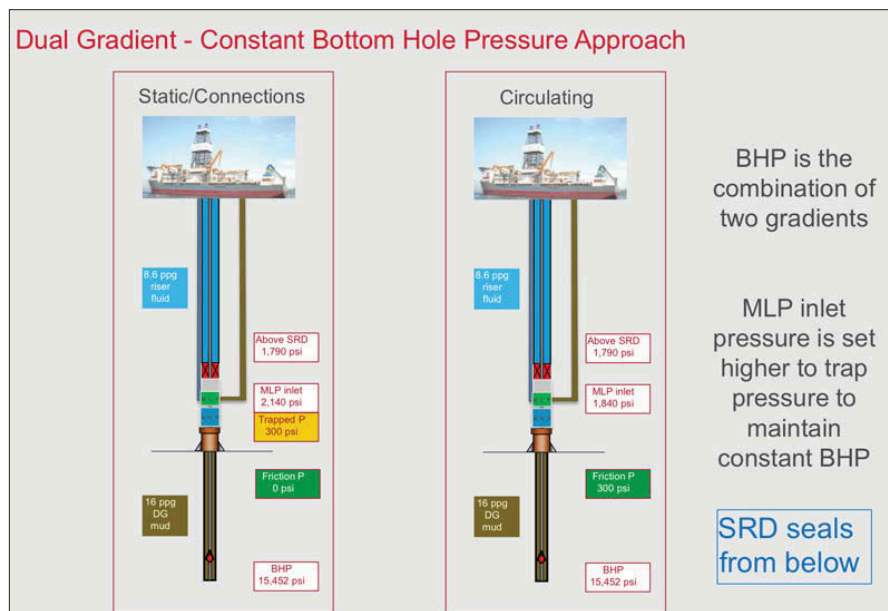 Dual Gradient - Constant Bottom Hole Pressure Approach
Static/Connections
8.6 ppg
riser
fluid
Above SRD
1,790 psi
MLP inlet
2,140 psi
Trapped P
300 psi
Friction P
0 psi
16 ppg
DG
mud
BHP
15,452 psi
Circulating
8.6 ppg
riser
fluid
Above SRD
1,790 psi
MLP inlet
1,840 psi
Friction P
300 psi
16 ppg
DG
mud
BHP
15,452 psi
BHP is the
combination of
two gradients
MLP inlet
pressure is set
higher to trap
pressure to
maintain
constant BHP
SRD seals
from below